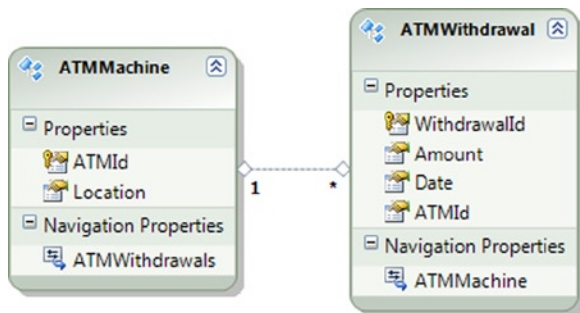 ATMMachine
Properties
ATMId
Location
Navigation Properties
ATMWithdrawals
1
*
ATMWithdrawal
Properties
WithdrawalId
Amount
Date
ATMId
Navigation Properties
ATMMachine